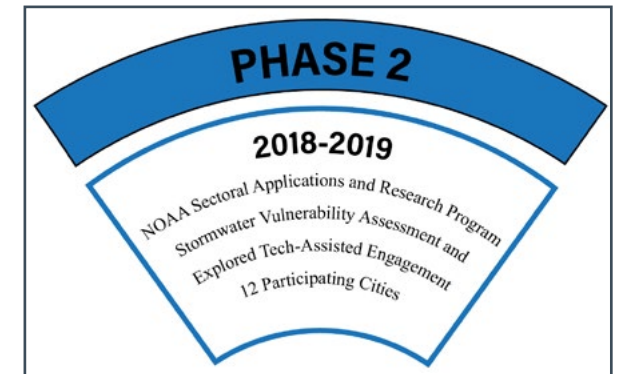 PHASE 2
2018-2019
NOAA Sectoral Applications and Research Program
Stormwater Vulnerability Assessment and
Explored Tech-Assisted Engagement
12 Participating Cities